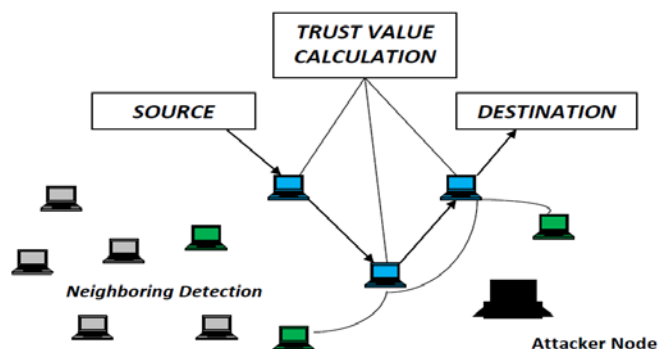 TRUST VALUE
CALCULATION
SOURCE
DESTINATION
Neighboring Detection
Attacker Node